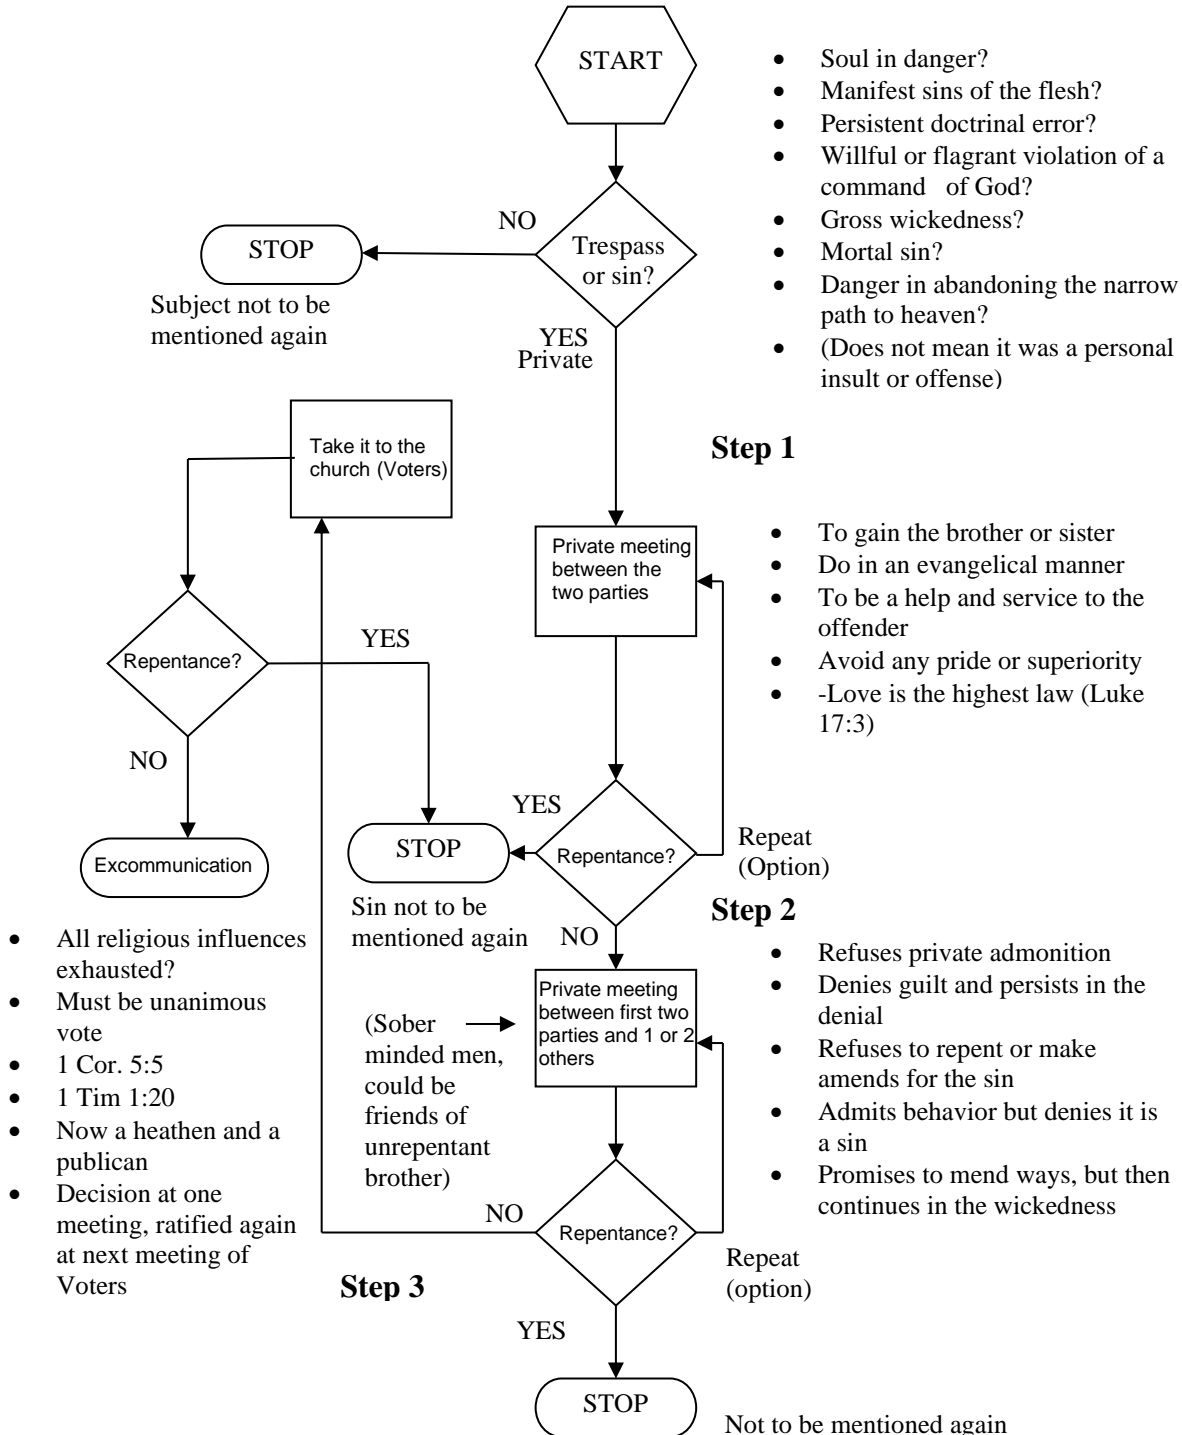 START
• Soul in danger?
• Manifest sins of the flesh?
• Persistent doctrinal error?
• Willful or flagrant violation of a
command of God?
• Gross wickedness?
• Mortal sin?
• Danger in abandoning the narrow
path to heaven?
• (Does not mean it was a personal
insult or offense)
Trespass
or sin?
NO
STOP
Subject not to be
mentioned again
YES
Private
Step 1
Private meeting
between the
two parties
• To gain the brother or sister
• Do in an evangelical manner
• To be a help and service to the
offender
• Avoid any pride or superiority
• -Love is the highest law (Luke
17:3)
Repentance?
Repeat
(Option)
YES
STOP
Sin not to be
mentioned again
NO
Step 2
Private meeting
between first two
parties and 1 or 2
others
(Sober
minded men,
could be
friends of
unrepentant
brother)
• Refuses private admonition
• Denies guilt and persists in the
denial
• Refuses to repent or make
amends for the sin
• Admits behavior but denies it is
a sin
• Promises to mend ways, but then
continues in the wickedness
Repentance?
Repeat
(option)
YES
STOP
Not to be mentioned again
NO
Step 3
Take it to the
church (Voters)
Repentance?
YES
NO
Excommunication
• All religious influences
exhausted?
• Must be unanimous
vote
• 1 Cor. 5:5
• 1 Tim 1:20
• Now a heathen and a
publican
• Decision at one
meeting, ratified again
at next meeting of
Voters